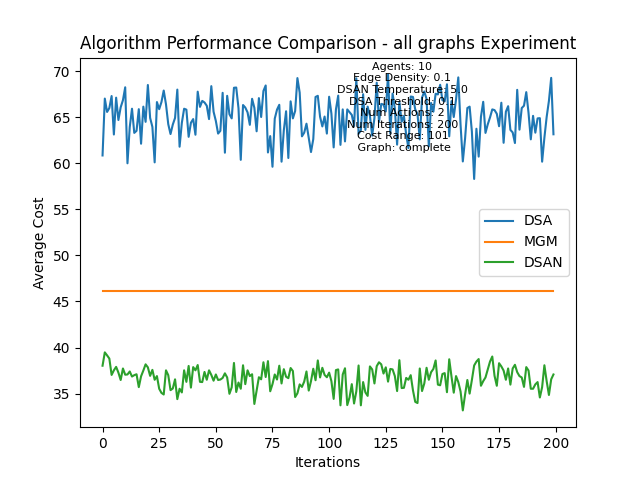 Algorithm Performance Comparison - all graphs Experiment
Agents: 10
Edge Density: 0.1
DSAN Temperature: 5.0
DSA Threshold: 0.1
Num Actions: 2
Num Iterations: 200
Cost Range: 101
Graph: complete
70
65
60
55
50
45
40
35
Average Cost
DSA
MGM
DSAN
0 25 50 75 100 125 150 175 200
Iterations